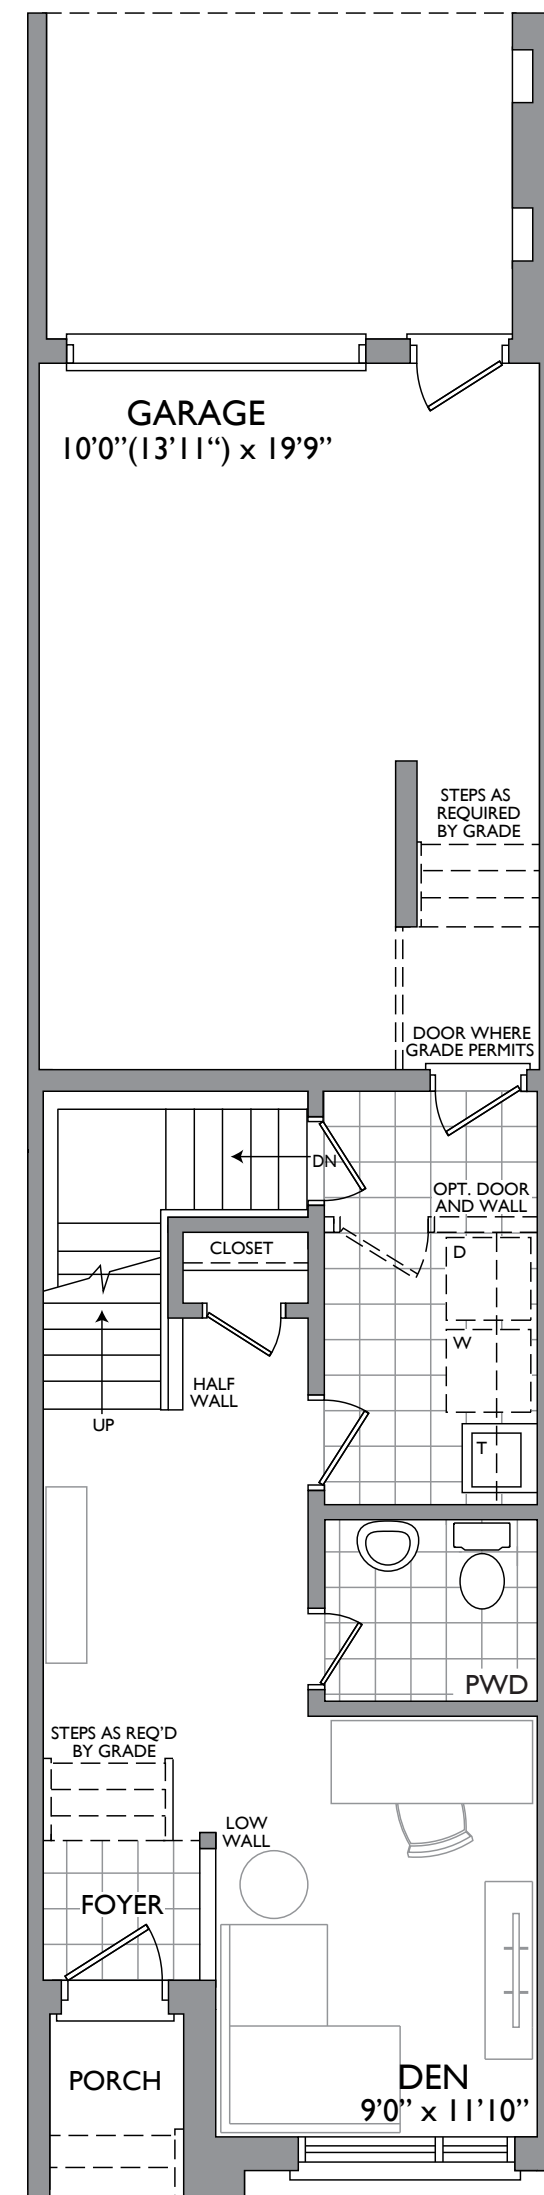 GARAGE
10'0"(13'11“) x 19'9”
STEPS AS
REQUIRED
BY GRADE
DOOR WHERE
GRADE PERMITS
DN
OPT. DOOR
AND WALL
CLOSET
D
W
HALF
WALL
UP
T
PWD
STEPS AS REQ'D
BY GRADE
LOW
WALL
FOYER
PORCH
DEN
9'0” x 11'10”